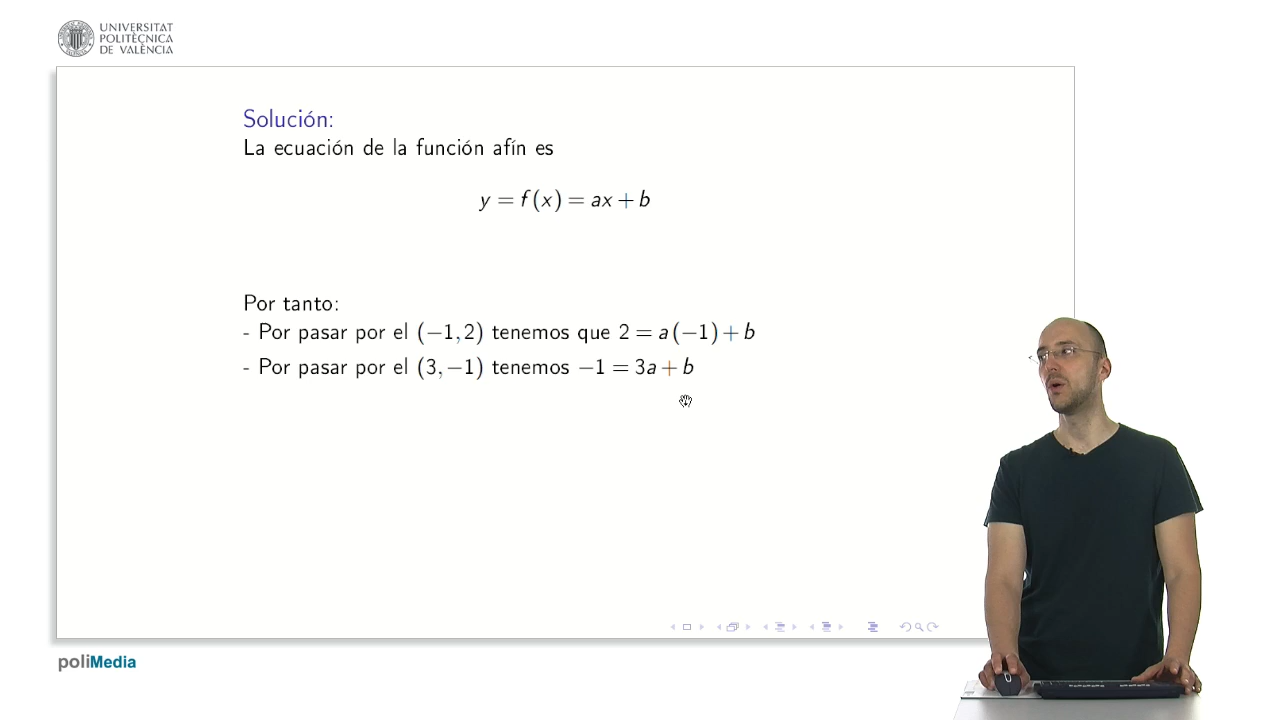 UNIVERSITAT
POLITÈCNICA
DE VALÈNCIA
Solución:
La ecuación de la función afín es
y = f(x) = ax + b
Por tanto:
- Por pasar por el (−1, 2) tenemos que 2 = a(−1) + b
- Por pasar por el (3, −1) tenemos −1 = 3a + b
poliMedia